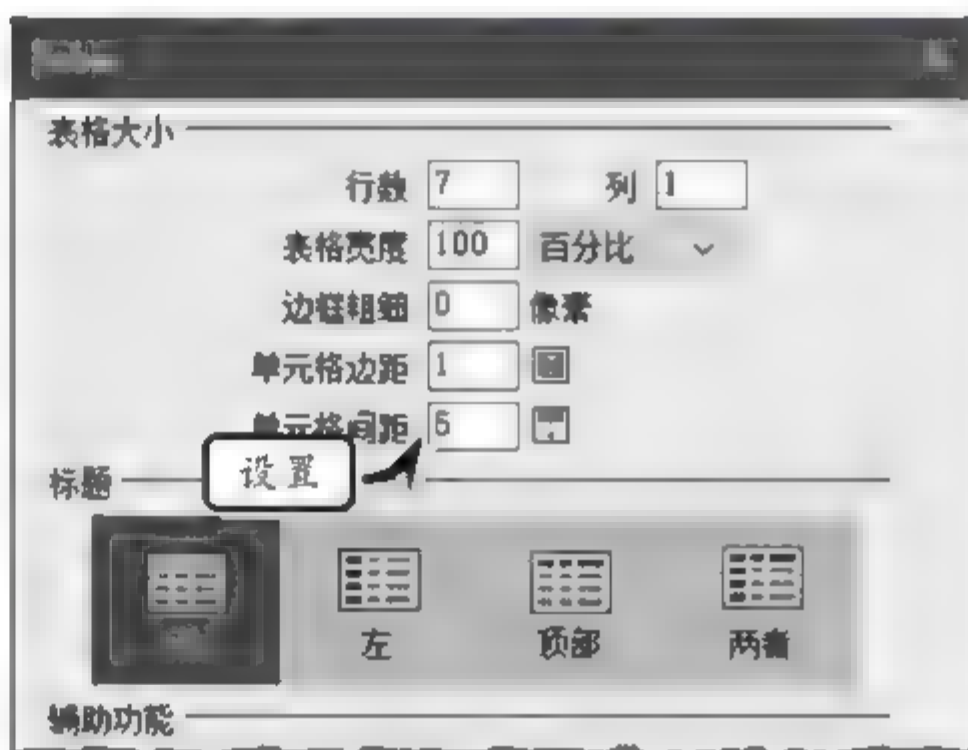 表格大小
行数 7 列 1
表格宽度 100 百分比
边框粗细 0 像素
单元格边距 1
单元格间距 6
设置
标题
左 顶部 两者
辅助功能